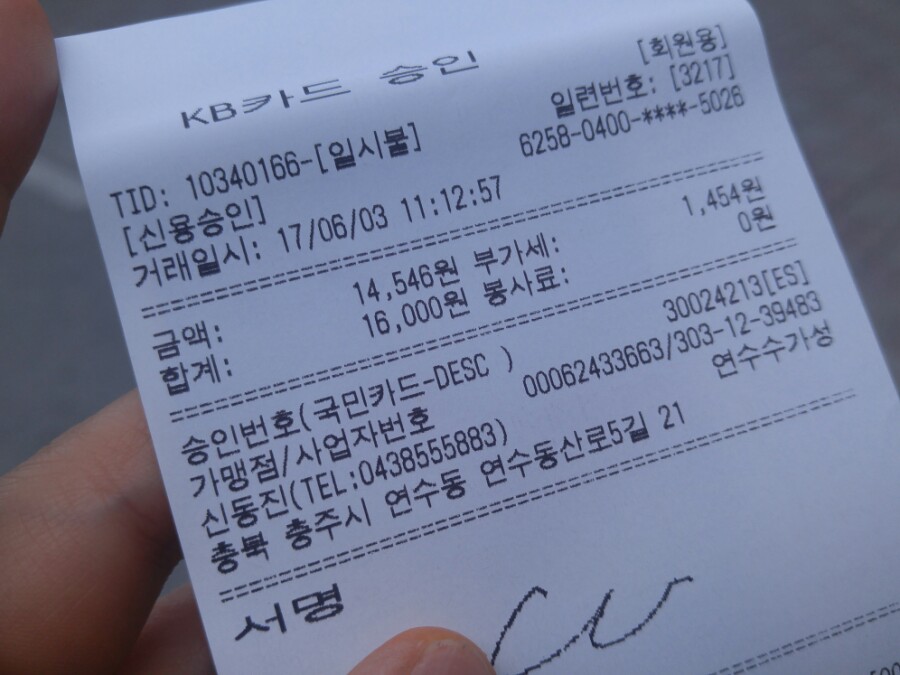 KB카드 승인
[회원용]
TID: 10340166-[일시불] 일련번호: [3217]
[신용승인] 6258-0400-****-5026
거래일시: 17/06/03 11:12:57
금액: 14,546원 부가세: 1,454원
합계: 16,000원 봉사료: 0원
승인번호(국민카드-DESC ) 30024213[ES]
가맹점/사업자번호 00062433663/303-12-39483
신동진(TEL:0438555883) 연수수가성
충북 충주시 연수동 연수동산로5길 21
서명